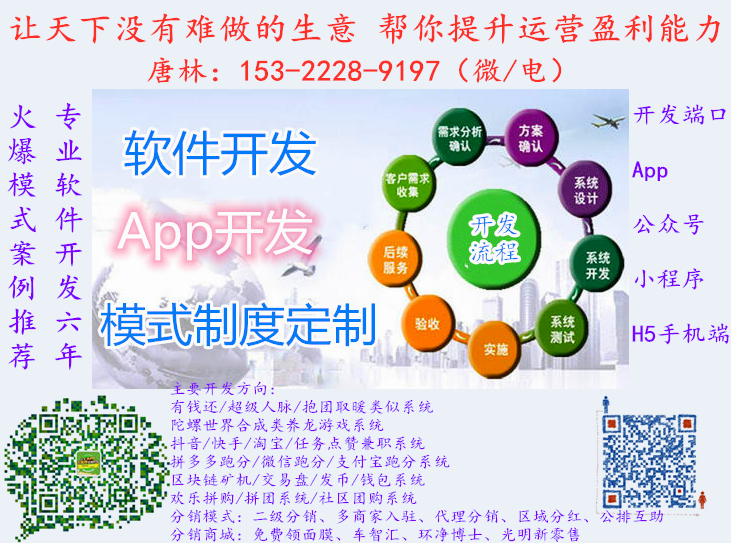 让天下没有难做的生意 帮你提升运营盈利能力
唐林：153-2228-9197（微/电）
火爆模式案例推荐
专业软件开发六年
软件开发
App开发
模式制度定制
开发流程
需求分析确认
方案确认
系统设计
系统开发
系统测试
实施
验收
后续服务
客户需求收集
开发端口
App
公众号
小程序
H5手机端
主要开发方向：
有钱还/超级人脉/抱团取暖类似系统
陀螺世界合成类养龙游戏系统
抖音/快手/淘宝/任务点赞兼职系统
拼多多跑分/微信跑分/支付宝跑分系统
区块链矿机/交易盘/发币/钱包系统
欢乐拼购/拼团系统/社区团购系统
分销模式：二级分销、多商家入驻、代理分销、区域分红、公排互助
分销商城：免费领面膜、车智汇、环净博士、光明新零售